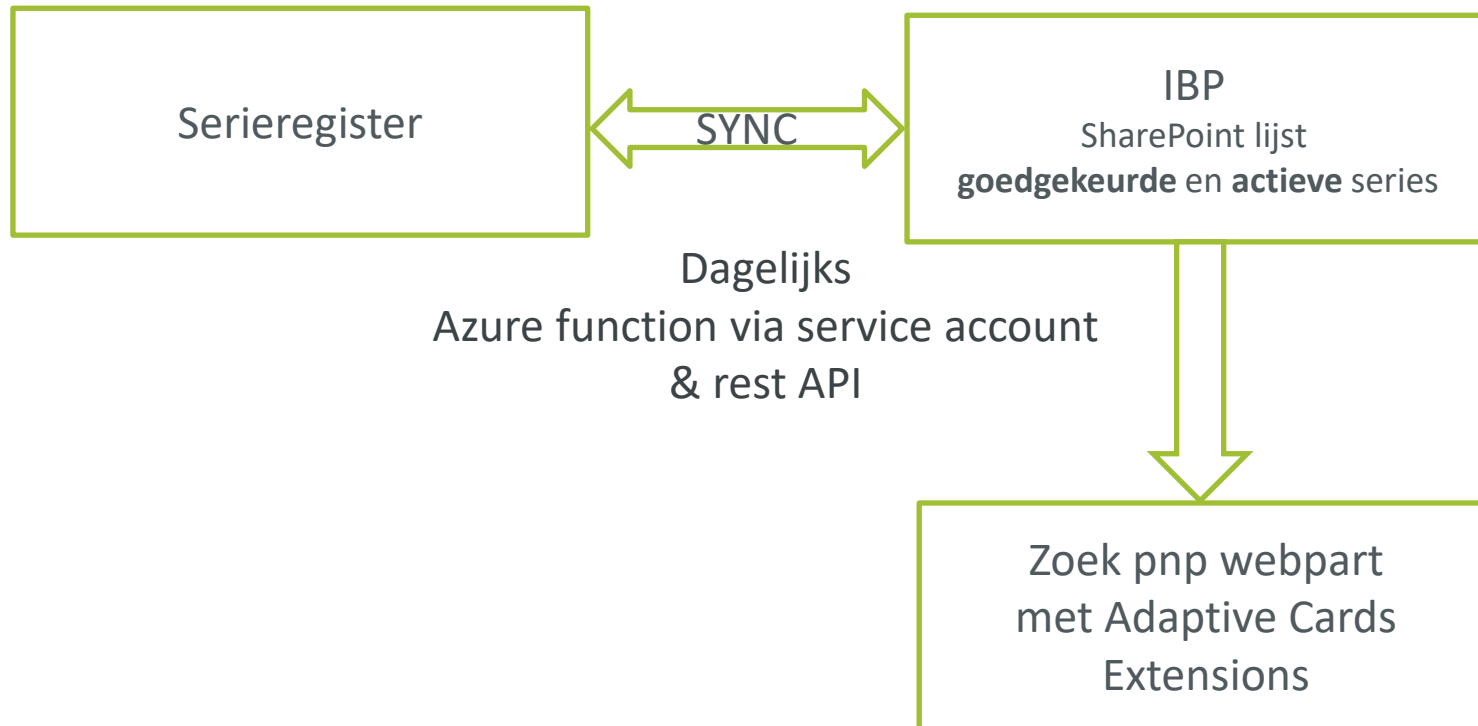 Serieregister
SYNC
IBP
SharePoint lijst
goedgekeurde en actieve series
Dagelijks
Azure function via service account
& rest API
Zoek pnp webpart
met Adaptive Cards
Extensions